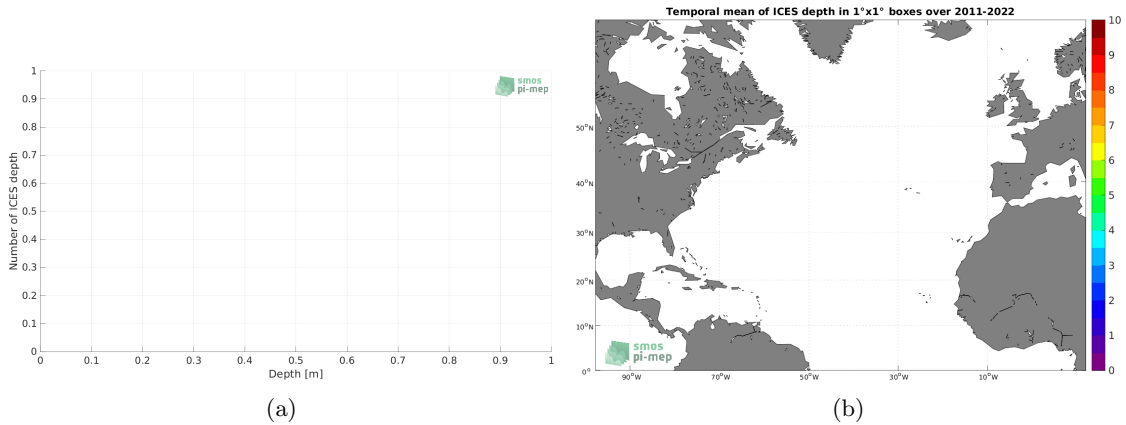 Temporal mean of ICES depth in 1°x1° boxes over 2011-2022
1
0.9
0.8
0.7
0.6
0.5
0.4
0.3
0.2
0.1
0
Number of ICES depth
0 0.1 0.2 0.3 0.4 0.5 0.6 0.7 0.8 0.9 1
Depth [m]
smos
pi-mep
(a)
50°N
40°N
30°N
20°N
10°N
0°
90°W 70°W 50°W 30°W 10°W
smos
pi-mep
10
9
8
7
6
5
4
3
2
1
0
(b)